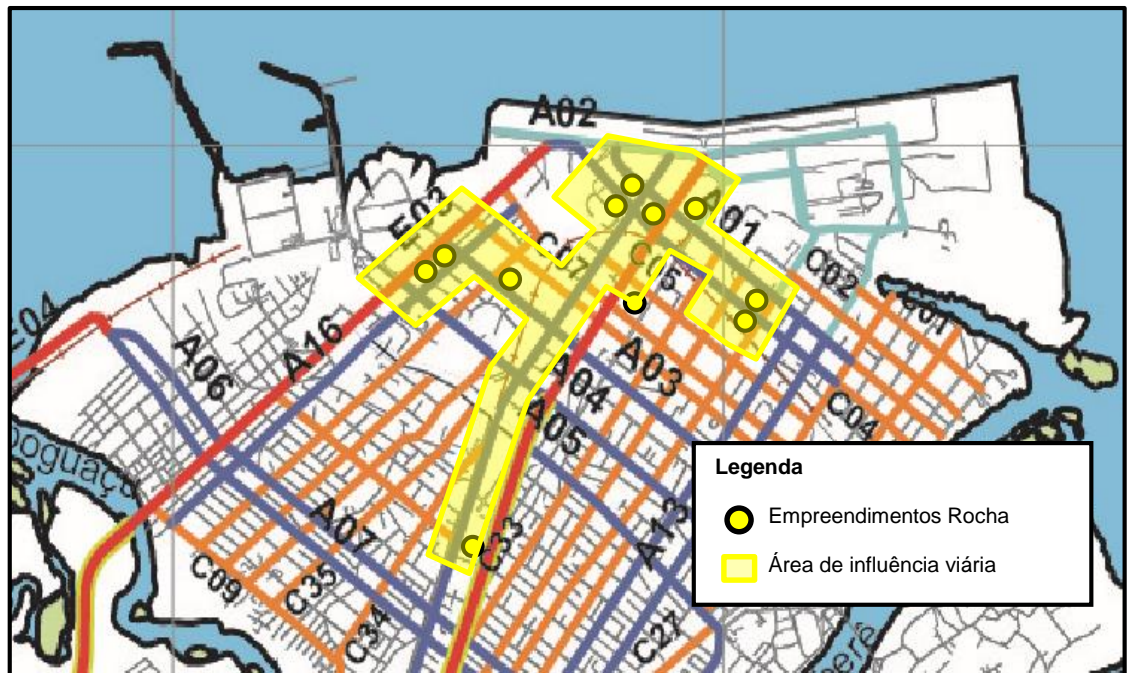 A02
E03
A01
C07
C05
C02
C01
E04
A16
A06
A03
A04
C04
A05
Legenda
Empreendimentos Rocha
Área de influência viária
A13
C33
A07
C09
C35
C34
C27